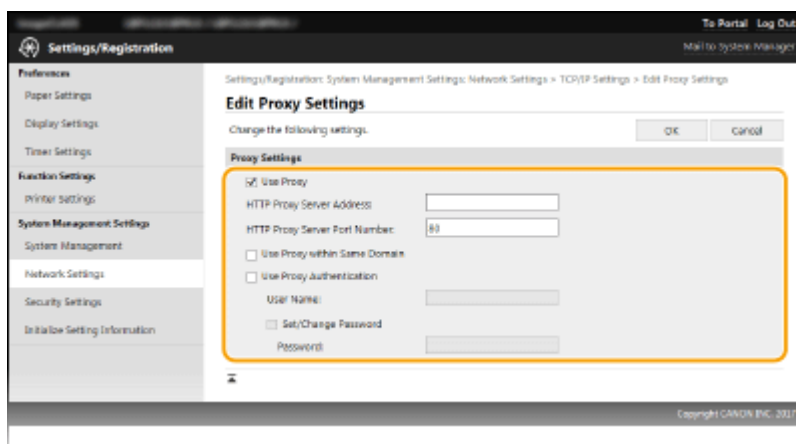 To Portal Log Out
Settings/Registration
Mail to System Manager
Preferences
Paper Settings
Display Settings
Timer Settings
Function Settings
Printer Settings
System Management Settings
System Management
Network Settings
Security Settings
Initialize Setting Information
Settings/Registration: System Management Settings: Network Settings > TCP/IP Settings > Edit Proxy Settings
Edit Proxy Settings
Change the following settings.
OK
Cancel
Proxy Settings
Use Proxy
HTTP Proxy Server Address:
HTTP Proxy Server Port Number: 80
Use Proxy within Same Domain
Use Proxy Authentication
User Name:
Set/Change Password
Password:
Copyright CANON INC. 2017